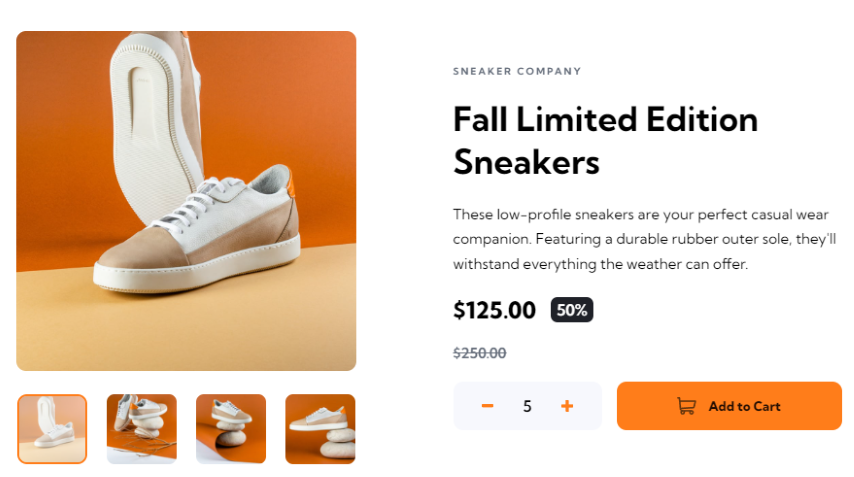 SNEAKER COMPANY
Fall Limited Edition
Sneakers
These low-profile sneakers are your perfect casual wear
companion. Featuring a durable rubber outer sole, they'll
withstand everything the weather can offer.
$125.00 50%
$250.00
5 Add to Cart